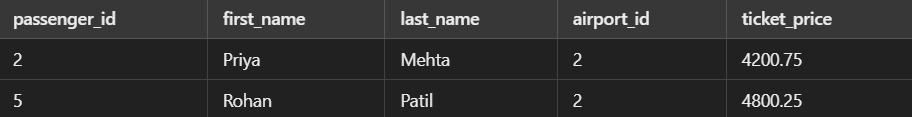 passenger_id first_name last_name airport_id ticket_price
2 Priya Mehta 2 4200.75
5 Rohan Patil 2 4800.25